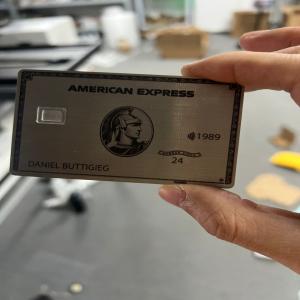 AMERICAN EXPRESS
1989
24
DANIEL BUTTIGIEG